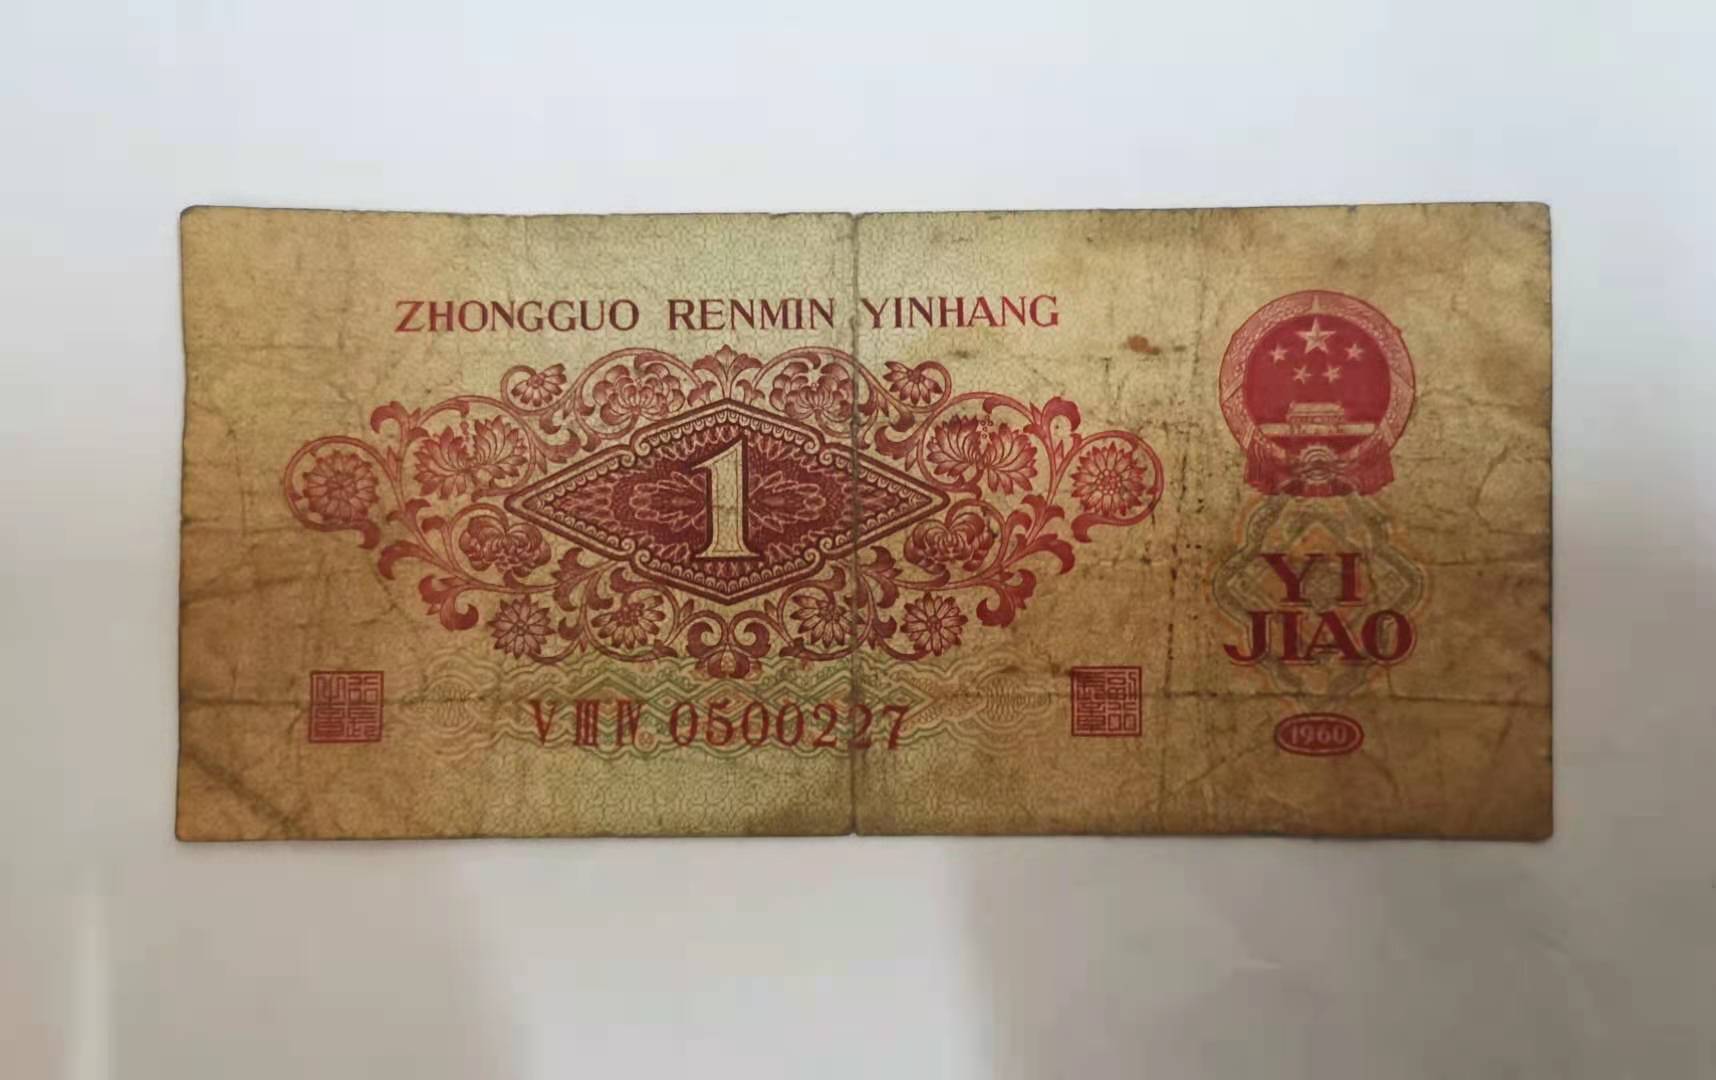 ZHONGGUO RENMIN YINHANG
1
YI
JIAO
V III IV 0500227
1960